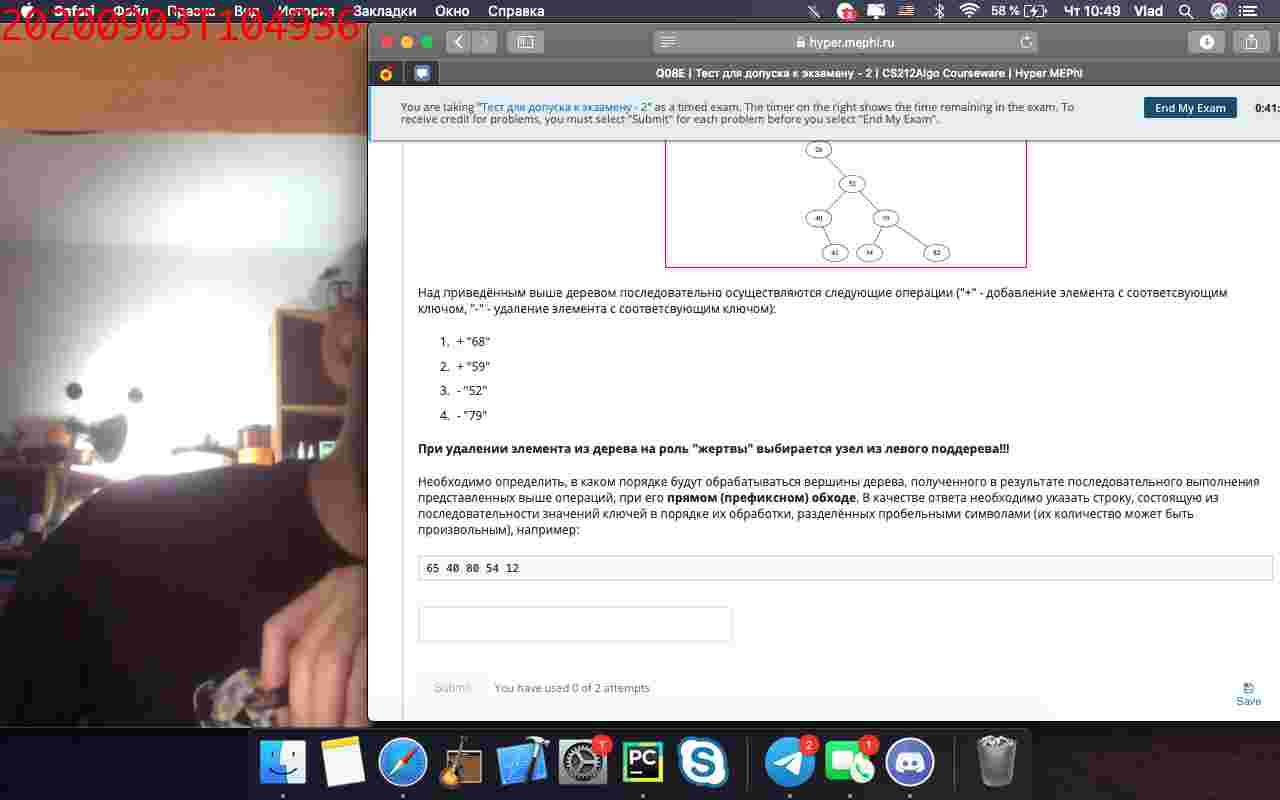 Safari Файл Правка Вид История Закладки Окно Справка 58 % Чт 10:49 Vlad
20200903T104936
hyper.mephi.ru
Q08E | Тест для допуска к экзамену - 2 | CS212Algo Courseware | Hyper.MEPhI
You are taking "Тест для допуска к экзамену - 2" as a timed exam. The timer on the right shows the time remaining in the exam. To
receive credit for problems, you must select "Submit" for each problem before you select "End My Exam".
End My Exam
0:41:
52
Над приведённым выше деревом последовательно осуществляются следующие операции ("+" - добавление элемента с соответсвующим
ключом, "-" - удаление элемента с соответсвующим ключом):
1. + "68"
2. + "59"
3. - "52"
4. - "79"
При удалении элемента из дерева на роль "жертвы" выбирается узел из левого поддерева!!!
Необходимо определить, в каком порядке будут обрабатываться вершины дерева, полученного в результате последовательного выполнения
представленных выше операций, при его прямом (префиксном) обходе. В качестве ответа необходимо указать строку, состоящую из
последовательности значений ключей в порядке их обработки, разделённых пробельными символами (их количество может быть
произвольным), например:
65 40 80 54 12
Submit
You have used 0 of 2 attempts
Save
PC
2
1